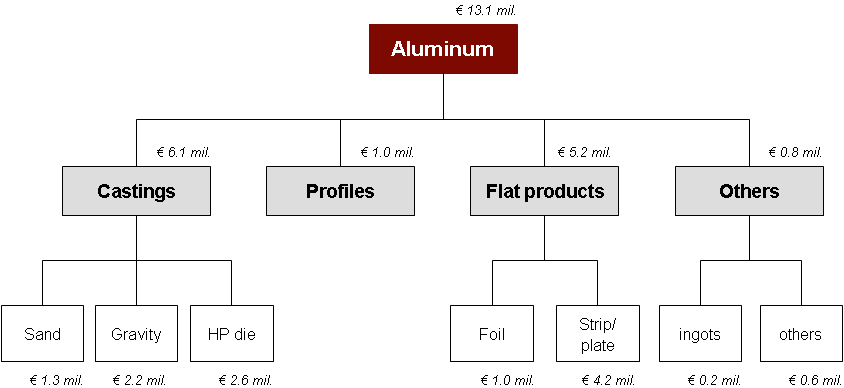 € 13.1 mil.
Aluminum
€ 6.1 mil.
€ 1.0 mil.
€ 5.2 mil.
€ 0.8 mil.
Castings
Profiles
Flat products
Others
Sand
Gravity
HP die
Foil
Strip/
plate
ingots
others
€ 1.3 mil.
€ 2.2 mil.
€ 2.6 mil.
€ 1.0 mil.
€ 4.2 mil.
€ 0.2 mil.
€ 0.6 mil.